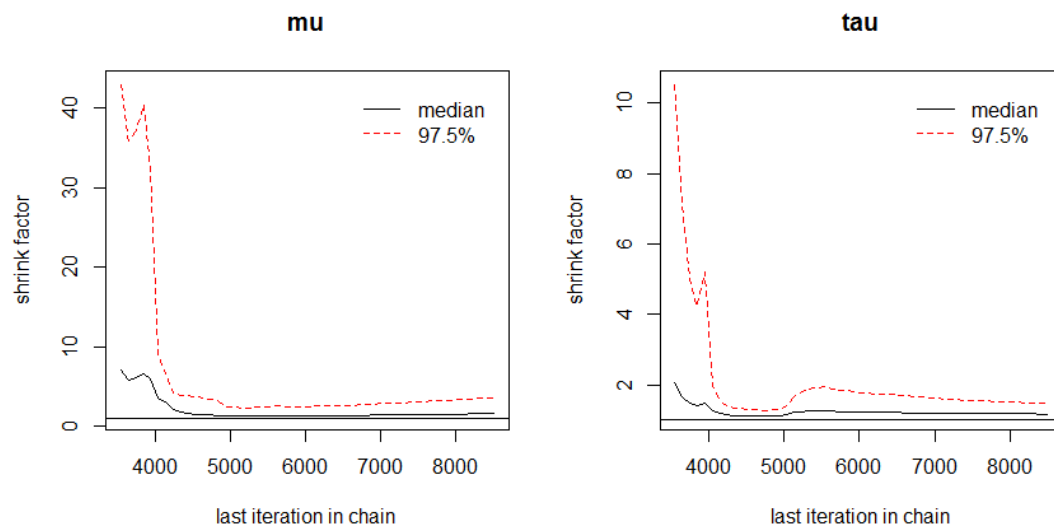 mu
median
97.5%
shrink factor
0
10
20
30
40
4000
5000
6000
7000
8000
last iteration in chain
tau
median
97.5%
shrink factor
2
4
6
8
10
4000
5000
6000
7000
8000
last iteration in chain